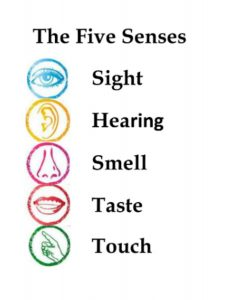 The Five Senses
Sight
Hearing
Smell
Taste
Touch